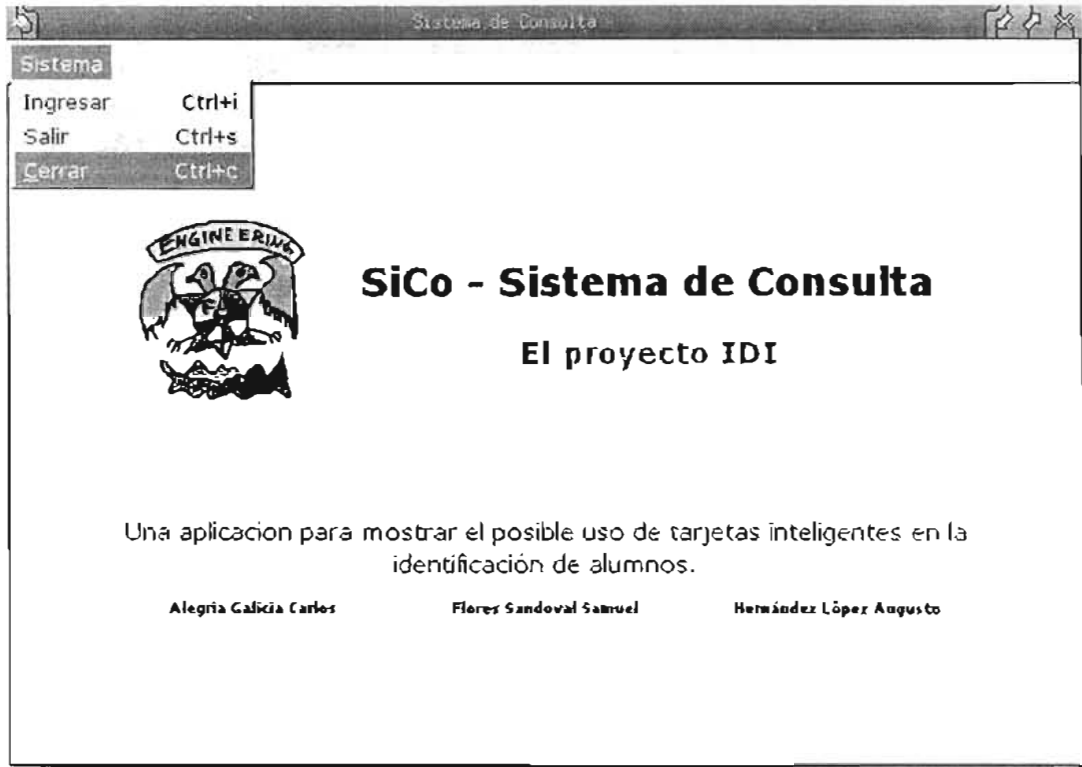 Sistema de Consulta
Sistema
Ingresar Ctrl+i
Salir Ctrl+s
Cerrar Ctrl+c
ENGINEERING
SiCo - Sistema de Consulta
El proyecto IDI
Una aplicacion para mostrar el posible uso de tarjetas inteligentes en la
identificación de alumnos.
Alegria Galicia Carlos Flores Sandoval Samuel Hernández López Augusto